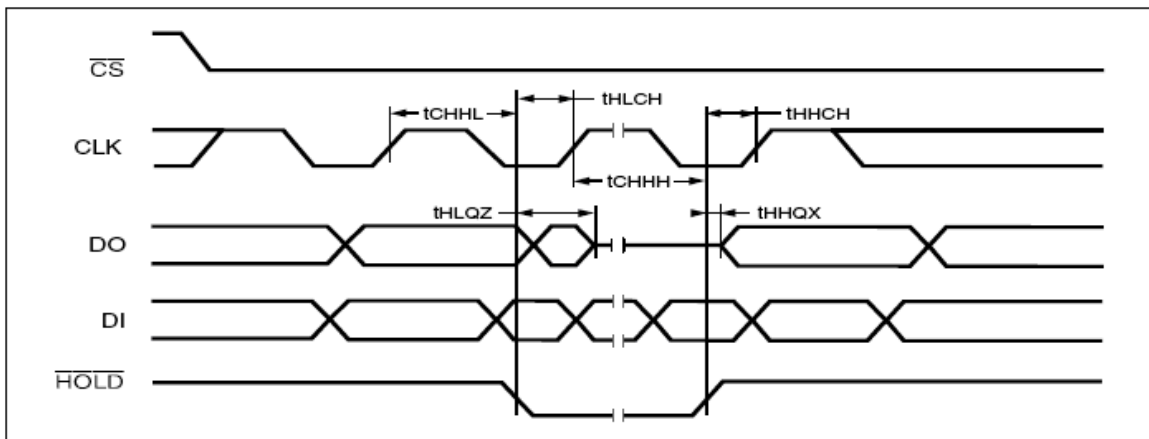 CS
tCHHL
tHLCH
tHHCH
CLK
tCHHH
tHLQZ
tHHQX
DO
DI
HOLD